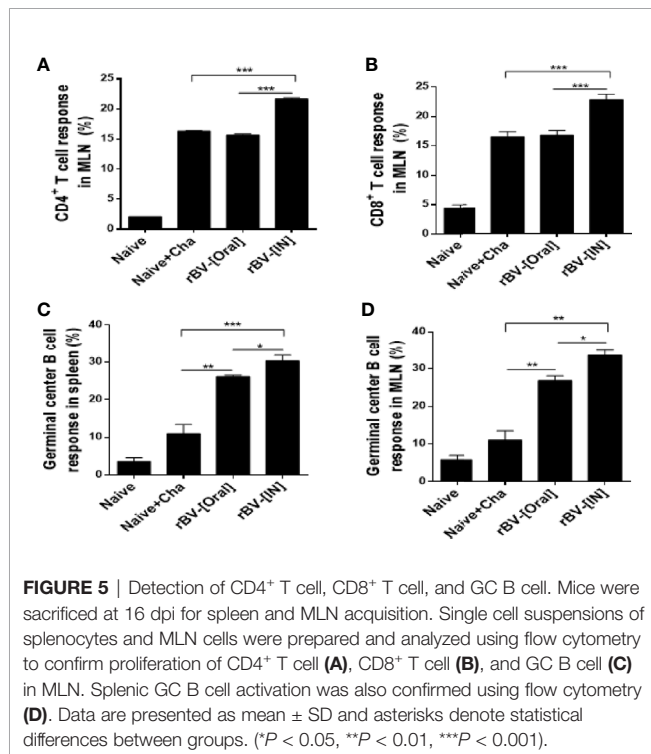 A
***
***
CD4+ T cell response
in MLN (%)
25
20
15
10
5
0
Naive
Naive+Cha
rBV-[Oral]
rBV-[IN]
B
***
***
CD8+ T cell response
in MLN (%)
25
20
15
10
5
0
Naive
Naive+Cha
rBV-[Oral]
rBV-[IN]
C
***
**
*
Germinal center B cell
response in spleen (%)
40
30
20
10
0
Naive
Naive+Cha
rBV-[Oral]
rBV-[IN]
D
**
**
*
Germinal center B cell
response in MLN (%)
40
30
20
10
0
Naive
Naive+Cha
rBV-[Oral]
rBV-[IN]
FIGURE 5 | Detection of CD4+ T cell, CD8+ T cell, and GC B cell. Mice were
sacrificed at 16 dpi for spleen and MLN acquisition. Single cell suspensions of
splenocytes and MLN cells were prepared and analyzed using flow cytometry
to confirm proliferation of CD4+ T cell (A), CD8+ T cell (B), and GC B cell (C)
in MLN. Splenic GC B cell activation was also confirmed using flow cytometry
(D). Data are presented as mean ± SD and asterisks denote statistical
differences between groups. (*P < 0.05, **P < 0.01, ***P < 0.001).